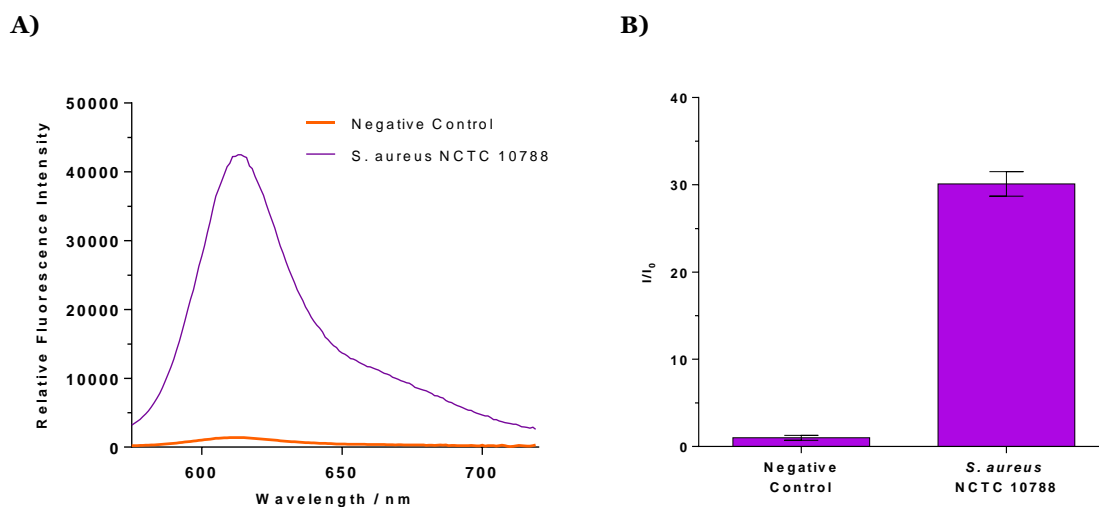 A)
B)
50000
40000
30000
20000
10000
0
600
650
700
Relative Fluorescence Intensity
Wavelength / nm
Negative Control
S. aureus NCTC 10788
40
30
20
10
0
I/I0
Negative
Control
S. aureus
NCTC 10788